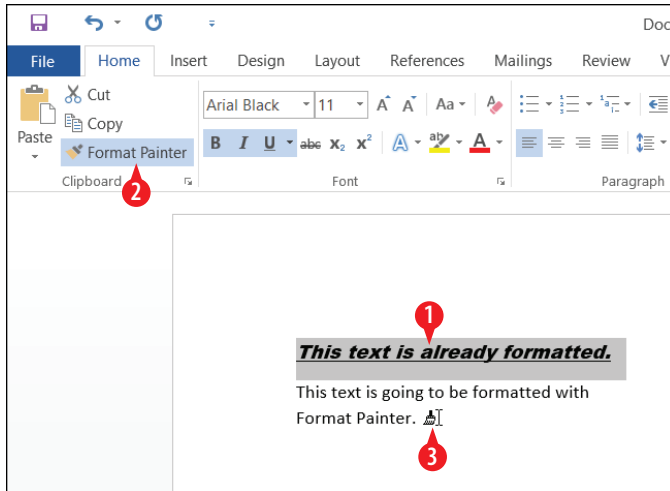 Doc
File Home Insert Design Layout References Mailings Review V
Cut
Copy
Paste
Format Painter
Arial Black 11 A A Aa A
B I U abc X₂ X² A aby A
Clipboard Font Paragraph
2
1
This text is already formatted.
This text is going to be formatted with
Format Painter.
3